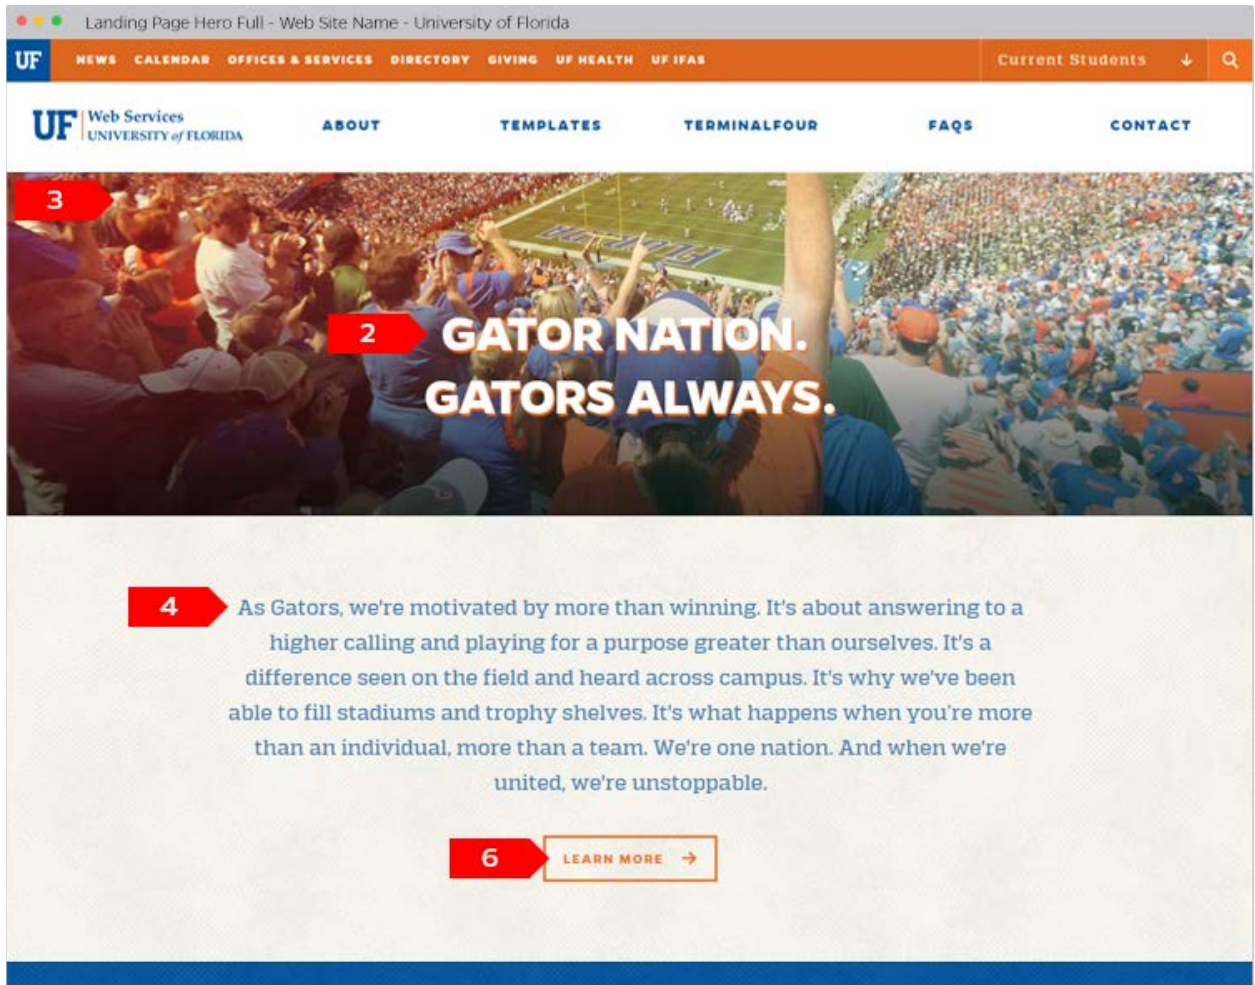 Landing Page Hero Full - Web Site Name - University of Florida
UF NEWS CALENDAR OFFICES & SERVICES DIRECTORY GIVING UF HEALTH UF IFAS Current Students
UF Web Services
UNIVERSITY of FLORIDA
ABOUT TEMPLATES TERMINALFOUR FAQS CONTACT
3
FLORIDA
2 GATOR NATION.
GATORS ALWAYS.
4 As Gators, we're motivated by more than winning. It's about answering to a
higher calling and playing for a purpose greater than ourselves. It's a
difference seen on the field and heard across campus. It's why we've been
able to fill stadiums and trophy shelves. It's what happens when you're more
than an individual, more than a team. We're one nation. And when we're
united, we're unstoppable.
6 LEARN MORE